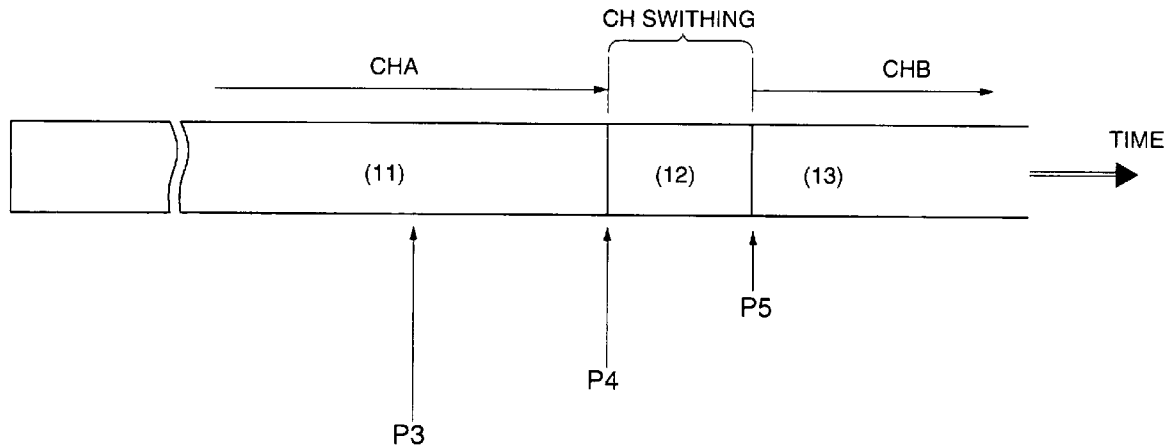 CH SWITHING
CHA
CHB
TIME
(11)
(12)
(13)
P5
P4
P3